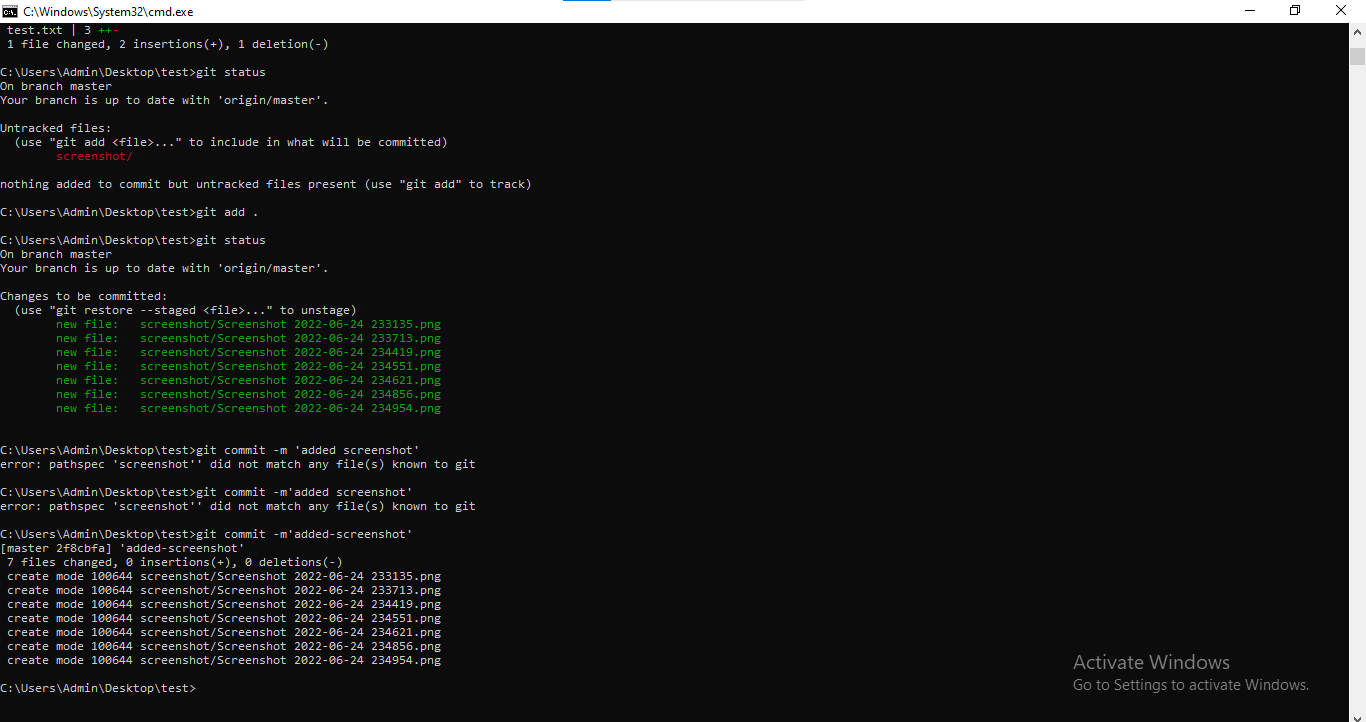 C:\Windows\System32\cmd.exe
test.txt | 3 ++-
1 file changed, 2 insertions(+), 1 deletion(-)
C:\Users\Admin\Desktop\test>git status
On branch master
Your branch is up to date with 'origin/master'.
Untracked files:
(use "git add <file>..." to include in what will be committed)
screenshot/
nothing added to commit but untracked files present (use "git add" to track)
C:\Users\Admin\Desktop\test>git add .
C:\Users\Admin\Desktop\test>git status
On branch master
Your branch is up to date with 'origin/master'.
Changes to be committed:
(use "git restore --staged <file>..." to unstage)
new file:   screenshot/Screenshot 2022-06-24 233135.png
new file:   screenshot/Screenshot 2022-06-24 233713.png
new file:   screenshot/Screenshot 2022-06-24 234419.png
new file:   screenshot/Screenshot 2022-06-24 234551.png
new file:   screenshot/Screenshot 2022-06-24 234621.png
new file:   screenshot/Screenshot 2022-06-24 234856.png
new file:   screenshot/Screenshot 2022-06-24 234954.png
C:\Users\Admin\Desktop\test>git commit -m 'added screenshot'
error: pathspec 'screenshot'' did not match any file(s) known to git
C:\Users\Admin\Desktop\test>git commit -m'added screenshot'
error: pathspec 'screenshot'' did not match any file(s) known to git
C:\Users\Admin\Desktop\test>git commit -m'added-screenshot'
[master 2f8cbfa] 'added-screenshot'
7 files changed, 0 insertions(+), 0 deletions(-)
create mode 100644 screenshot/Screenshot 2022-06-24 233135.png
create mode 100644 screenshot/Screenshot 2022-06-24 233713.png
create mode 100644 screenshot/Screenshot 2022-06-24 234419.png
create mode 100644 screenshot/Screenshot 2022-06-24 234551.png
create mode 100644 screenshot/Screenshot 2022-06-24 234621.png
create mode 100644 screenshot/Screenshot 2022-06-24 234856.png
create mode 100644 screenshot/Screenshot 2022-06-24 234954.png
C:\Users\Admin\Desktop\test>
Activate Windows
Go to Settings to activate Windows.